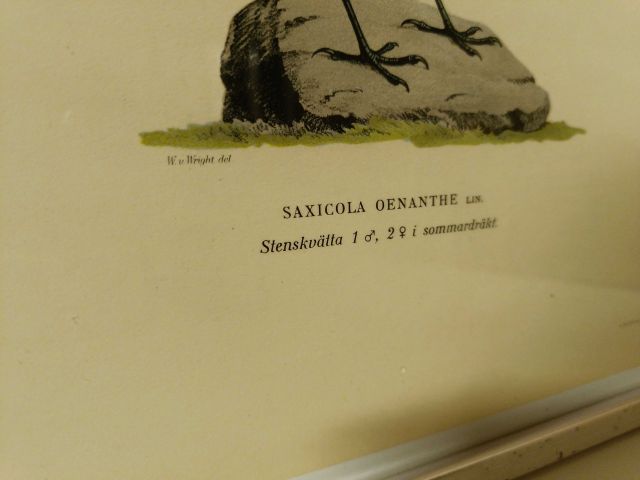 W. v. Wright del.
SAXICOLA OENANTHE LIN.
Stenskvätta 1 ♂, 2 ♀ i sommardräkt.